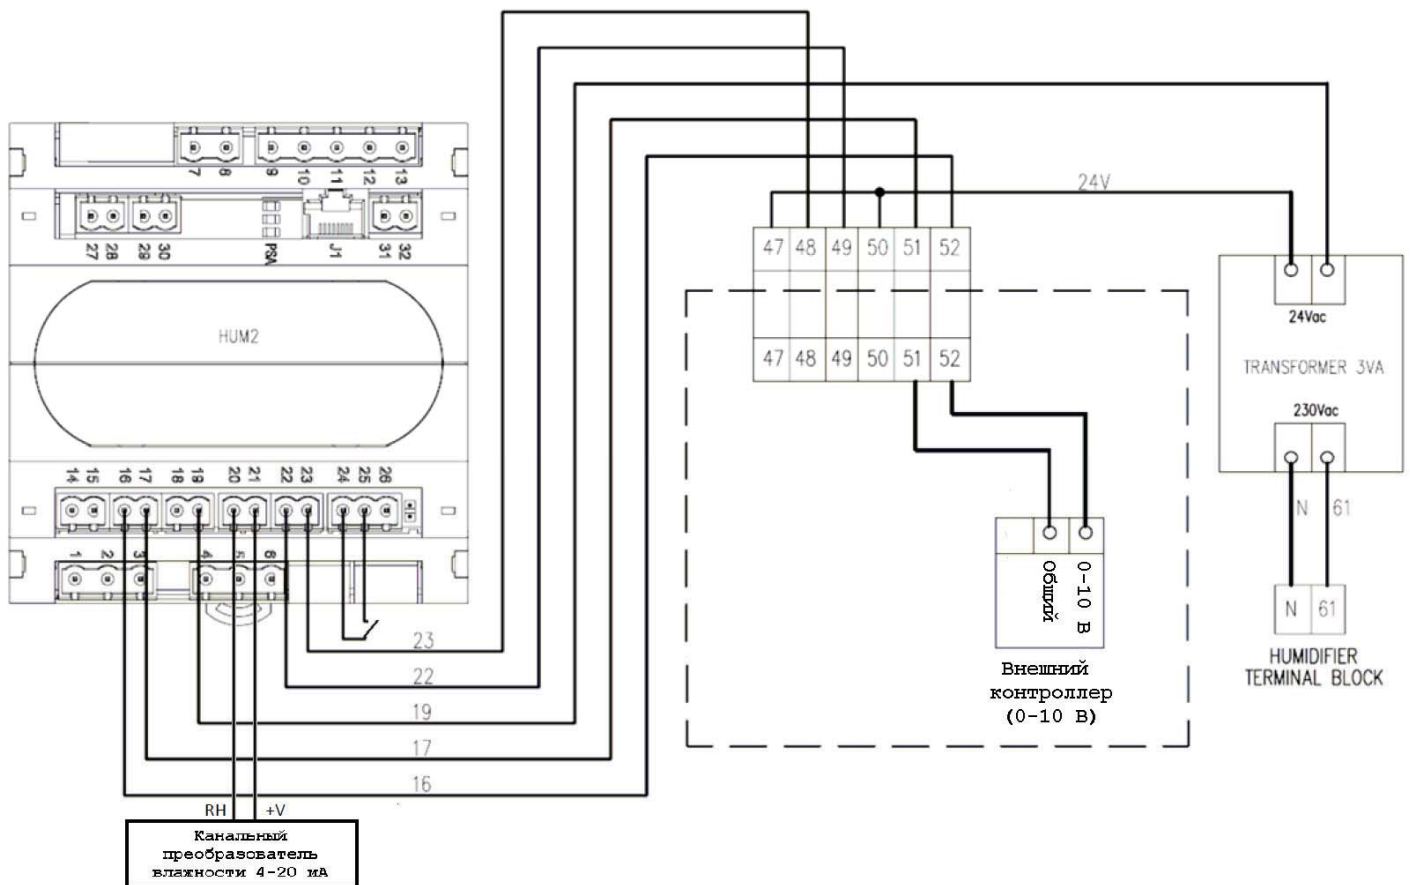 7 8 9 10 11 12 13
24V
27 28 29 30 PSA J1 31 32
47 48 49 50 51 52
24Vac
HUM2
47 48 49 50 51 52
TRANSFORMER 3VA
230Vac
14 15 16 17 18 19 20 21 22 23 24 25 26
N 61
1 2 3 4 5 6
Общий
0-10 В
N 61
23
HUMIDIFIER
TERMINAL BLOCK
Внешний
контроллер
(0-10 В)
22
19
17
16
RH +V
Канальный
преобразователь
влажности 4-20 мА